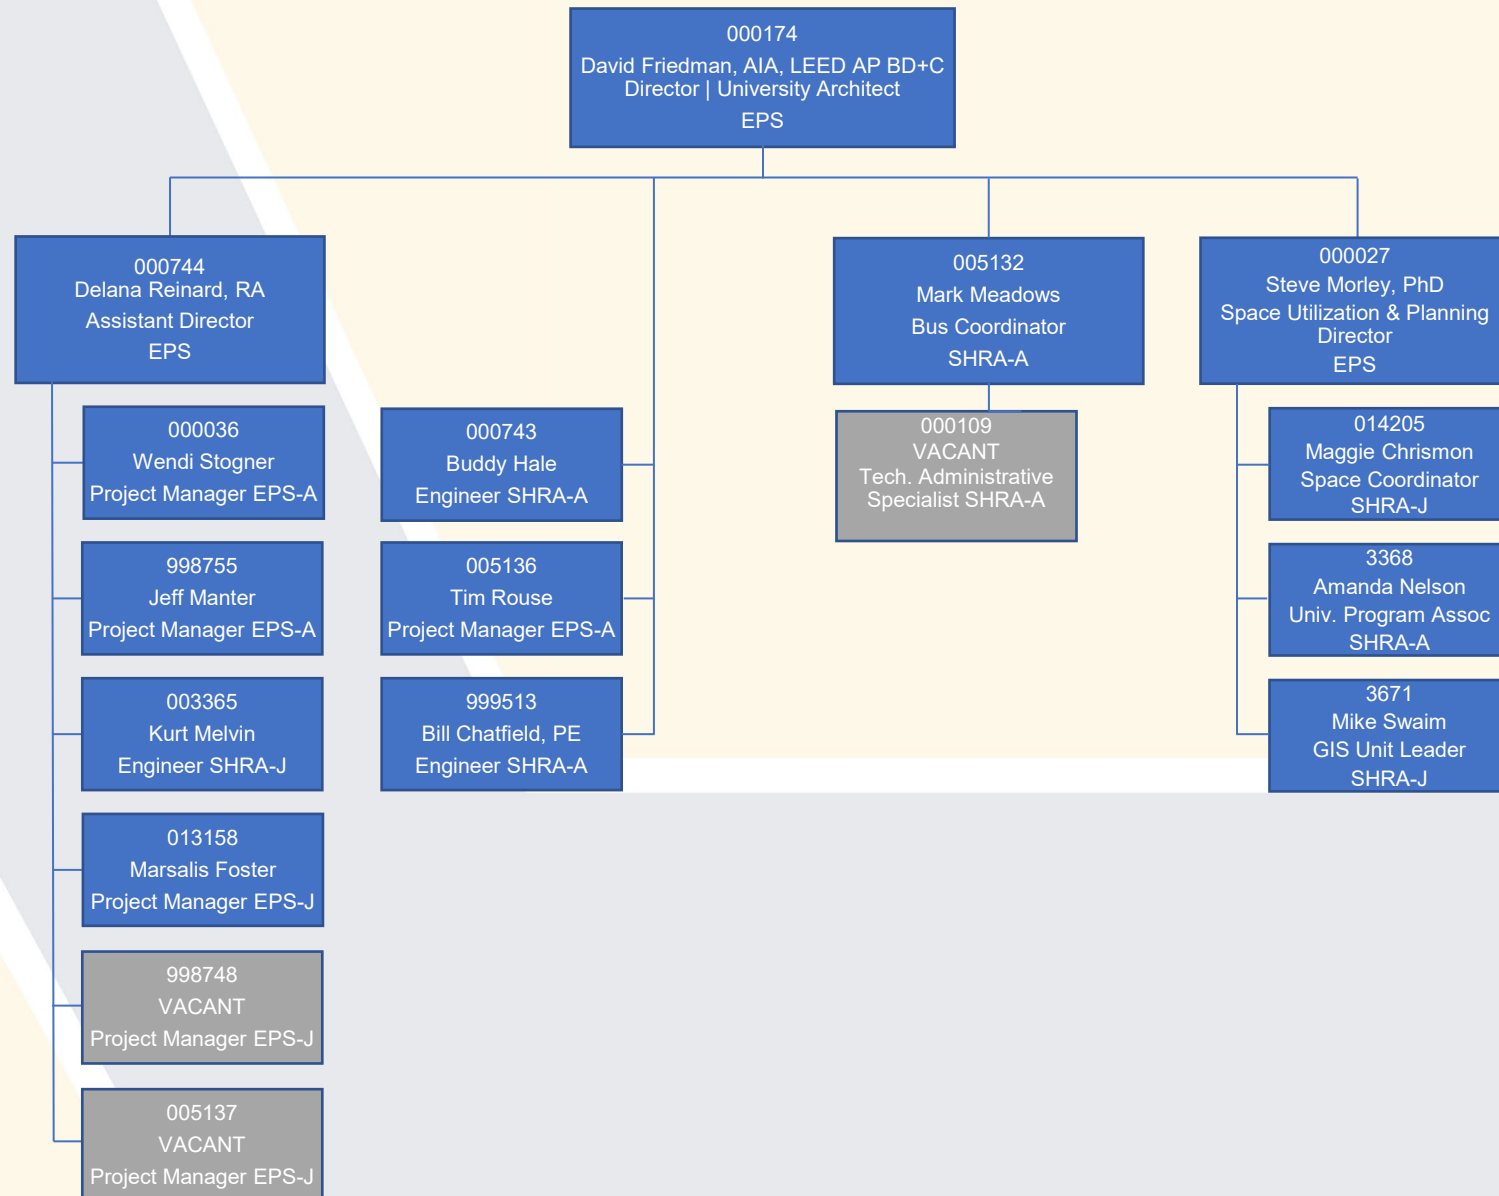 000174
David Friedman, AIA, LEED AP BD+C
Director | University Architect
EPS
000744
Delana Reinard, RA
Assistant Director
EPS
000036
Wendi Stogner
Project Manager EPS-A
998755
Jeff Manter
Project Manager EPS-A
003365
Kurt Melvin
Engineer SHRA-J
013158
Marsalis Foster
Project Manager EPS-J
998748
VACANT
Project Manager EPS-J
005137
VACANT
Project Manager EPS-J
000743
Buddy Hale
Engineer SHRA-A
005136
Tim Rouse
Project Manager EPS-A
999513
Bill Chatfield, PE
Engineer SHRA-A
005132
Mark Meadows
Bus Coordinator
SHRA-A
000109
VACANT
Tech. Administrative
Specialist SHRA-A
000027
Steve Morley, PhD
Space Utilization & Planning
Director
EPS
014205
Maggie Chrismon
Space Coordinator
SHRA-J
3368
Amanda Nelson
Univ. Program Assoc
SHRA-A
3671
Mike Swaim
GIS Unit Leader
SHRA-J